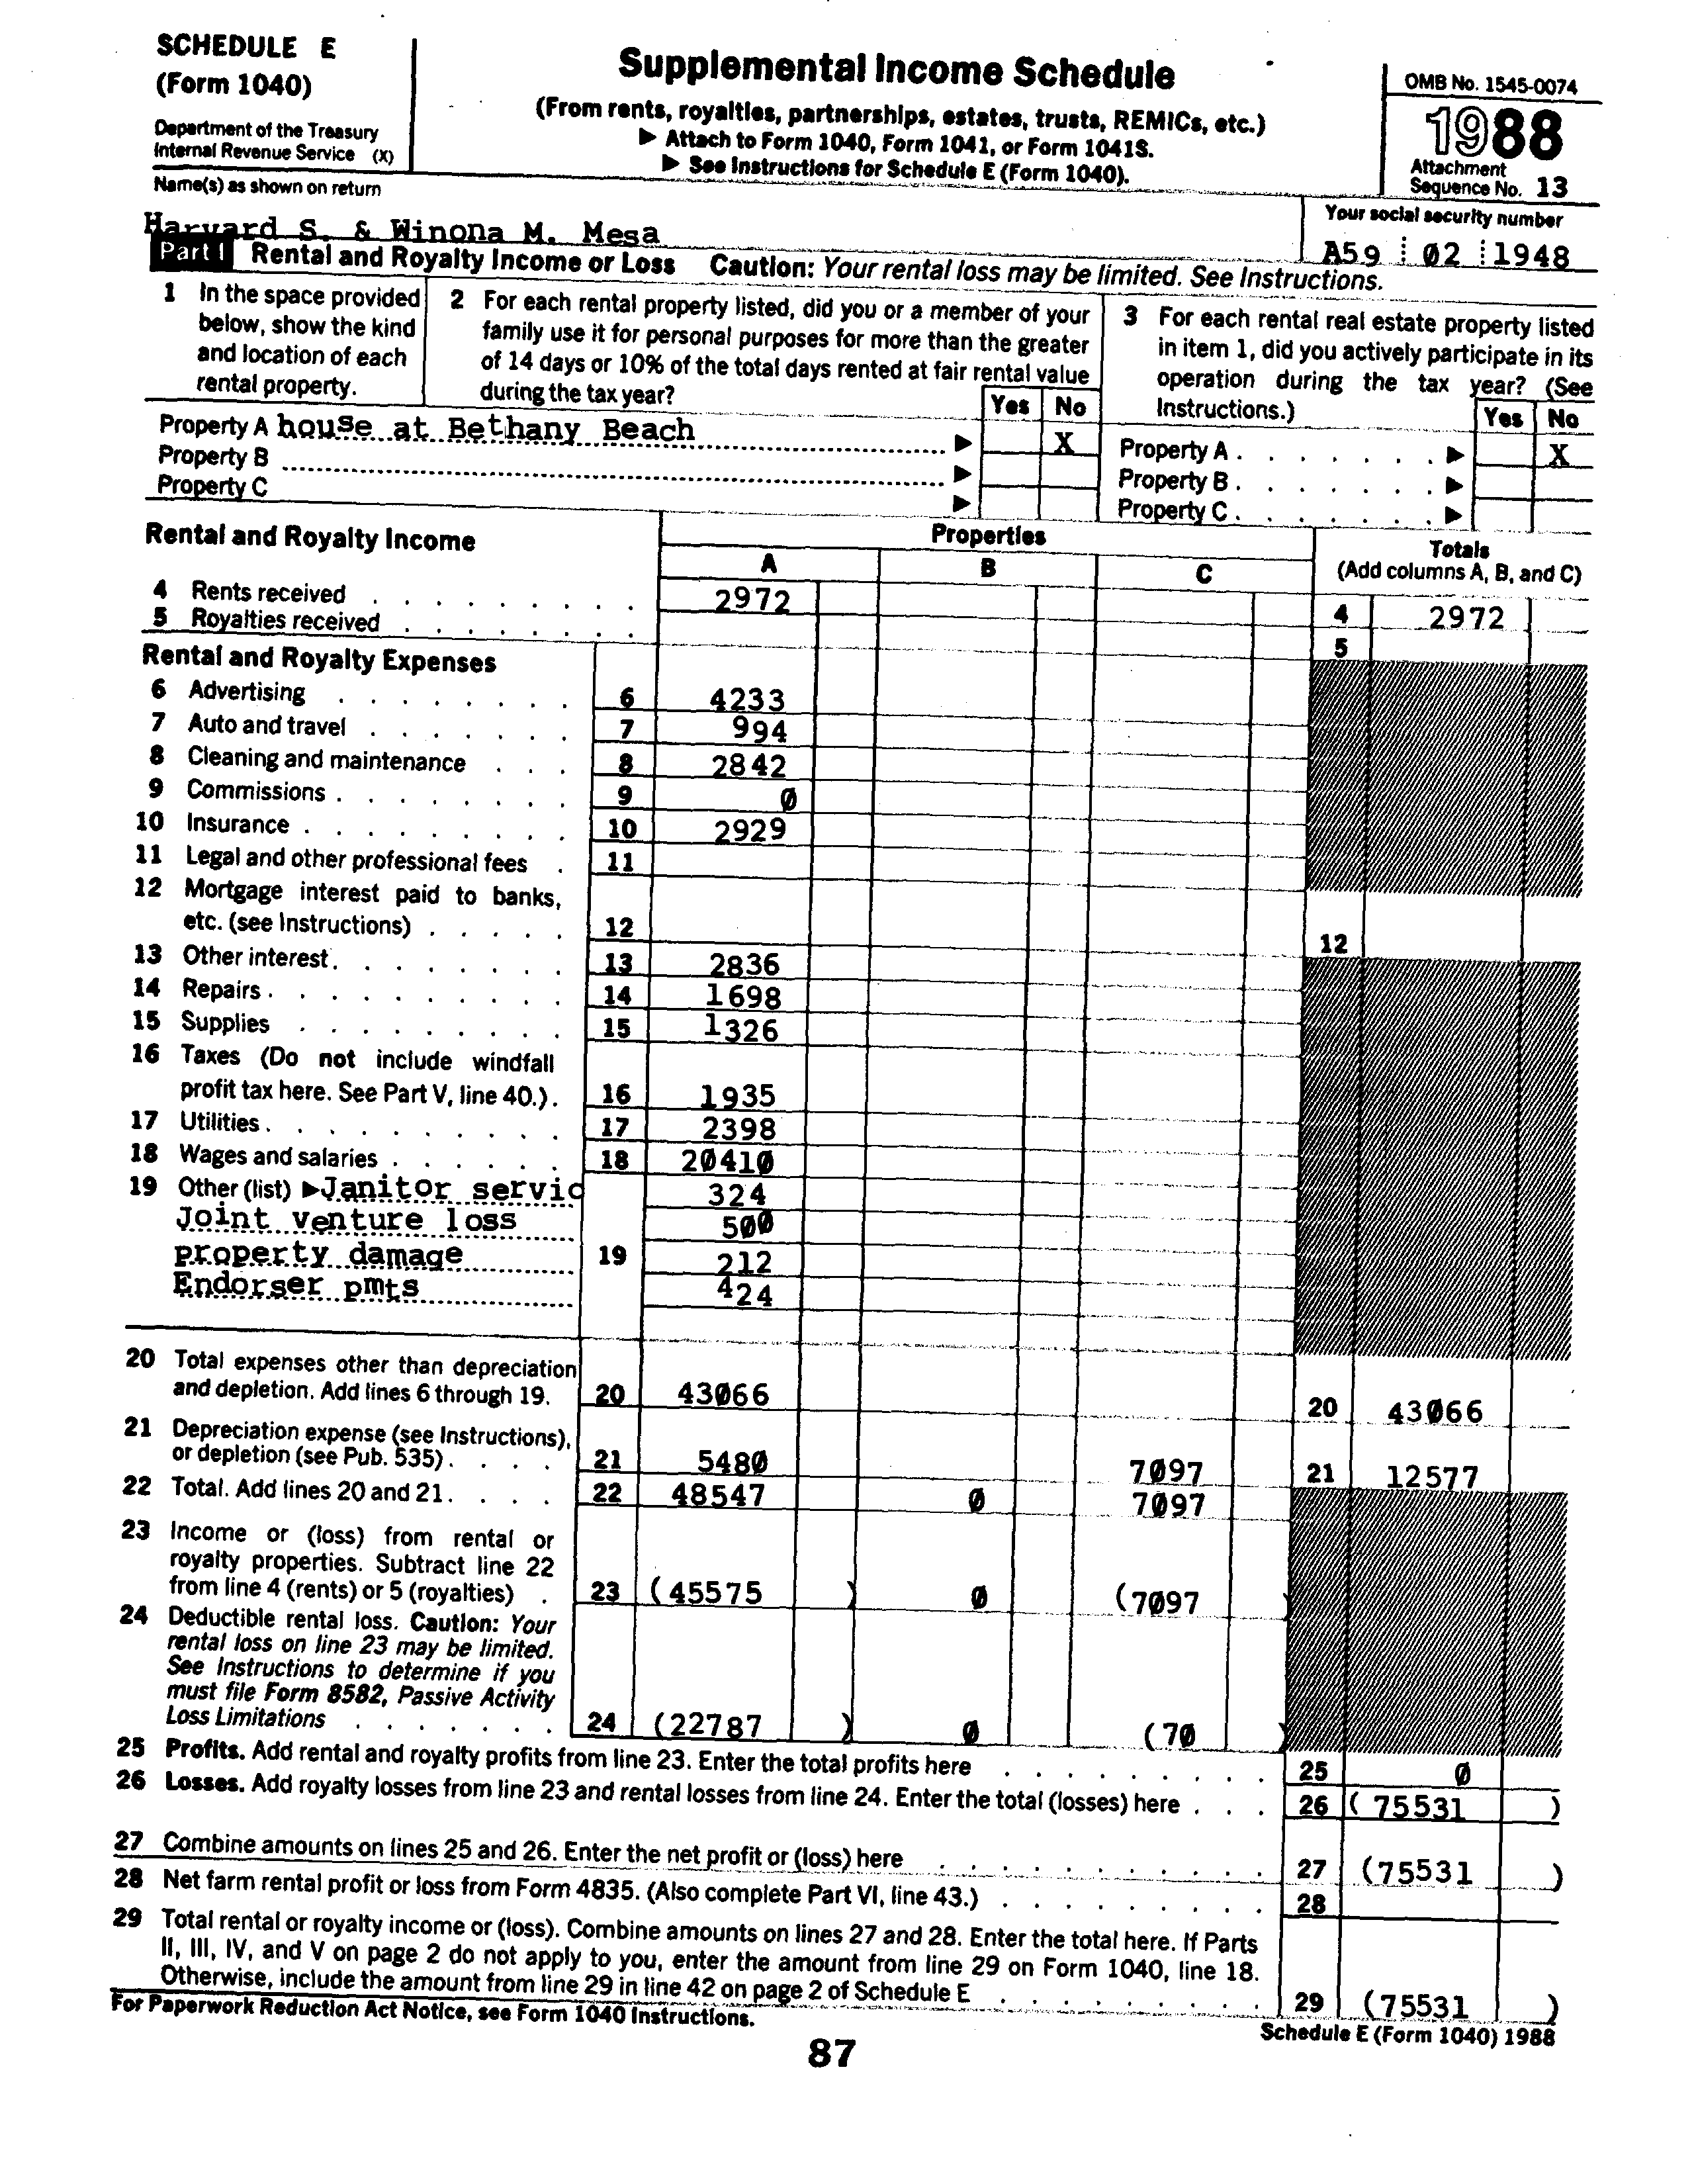 SCHEDULE E
(Form 1040)
Department of the Treasury
Internal Revenue Service (X)
Supplemental Income Schedule
(From rents, royalties, partnerships, estates, trusts, REMICs, etc.)
▶ Attach to Form 1040, Form 1041, or Form 1041S.
▶ See Instructions for Schedule E (Form 1040).
OMB No. 1545-0074
1988
Attachment
Sequence No. 13
Name(s) as shown on return
Harvard S. & Winona M. Mesa
Your social security number
A59 02 1948
Part I Rental and Royalty Income or Loss Caution: Your rental loss may be limited. See Instructions.
1 In the space provided
below, show the kind
and location of each
rental property.
2 For each rental property listed, did you or a member of your
family use it for personal purposes for more than the greater
of 14 days or 10% of the total days rented at fair rental value
during the tax year?
Yes No
3 For each rental real estate property listed
in item 1, did you actively participate in its
operation during the tax year? (See
Instructions.)
Yes No
Property A house at Bethany Beach ▶ X Property A ▶ X
Property B ▶ Property B ▶
Property C ▶ Property C ▶
Rental and Royalty Income
Properties
A B C
Totals
(Add columns A, B, and C)
4 Rents received 2972 4 2972
5 Royalties received 5
Rental and Royalty Expenses
6 Advertising 6 4233
7 Auto and travel 7 994
8 Cleaning and maintenance 8 2842
9 Commissions 9 0
10 Insurance 10 2929
11 Legal and other professional fees 11
12 Mortgage interest paid to banks,
etc. (see Instructions) 12 12
13 Other interest 13 2836
14 Repairs 14 1698
15 Supplies 15 1326
16 Taxes (Do not include windfall
profit tax here. See Part V, line 40.) 16 1935
17 Utilities 17 2398
18 Wages and salaries 18 20410
19 Other (list) ▶ Janitor servic 324
Joint venture loss 500
property damage 19 212
Endorser pmts 424
20 Total expenses other than depreciation
and depletion. Add lines 6 through 19. 20 43066 20 43066
21 Depreciation expense (see Instructions),
or depletion (see Pub. 535) 21 5480 7097 21 12577
22 Total. Add lines 20 and 21 22 48547 0 7097
23 Income or (loss) from rental or
royalty properties. Subtract line 22
from line 4 (rents) or 5 (royalties) 23 (45575 ) 0 (7097 )
24 Deductible rental loss. Caution: Your
rental loss on line 23 may be limited.
See Instructions to determine if you
must file Form 8582, Passive Activity
Loss Limitations 24 (22787 ) 0 (70 )
25 Profits. Add rental and royalty profits from line 23. Enter the total profits here 25 0
26 Losses. Add royalty losses from line 23 and rental losses from line 24. Enter the total (losses) here 26 ( 75531 )
27 Combine amounts on lines 25 and 26. Enter the net profit or (loss) here 27 (75531 )
28 Net farm rental profit or loss from Form 4835. (Also complete Part VI, line 43.) 28
29 Total rental or royalty income or (loss). Combine amounts on lines 27 and 28. Enter the total here. If Parts
II, III, IV, and V on page 2 do not apply to you, enter the amount from line 29 on Form 1040, line 18.
Otherwise, include the amount from line 29 in line 42 on page 2 of Schedule E 29 (75531 )
For Paperwork Reduction Act Notice, see Form 1040 Instructions.
Schedule E (Form 1040) 1988
87